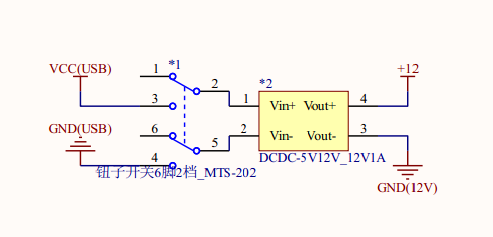 VCC(USB)
1
*1
2
3
*2
1
Vin+
Vout+
4
+12
GND(USB)
6
5
2
Vin-
Vout-
3
4
DCDC-5V12V_12V1A
钮子开关6脚2档_MTS-202
GND(12V)